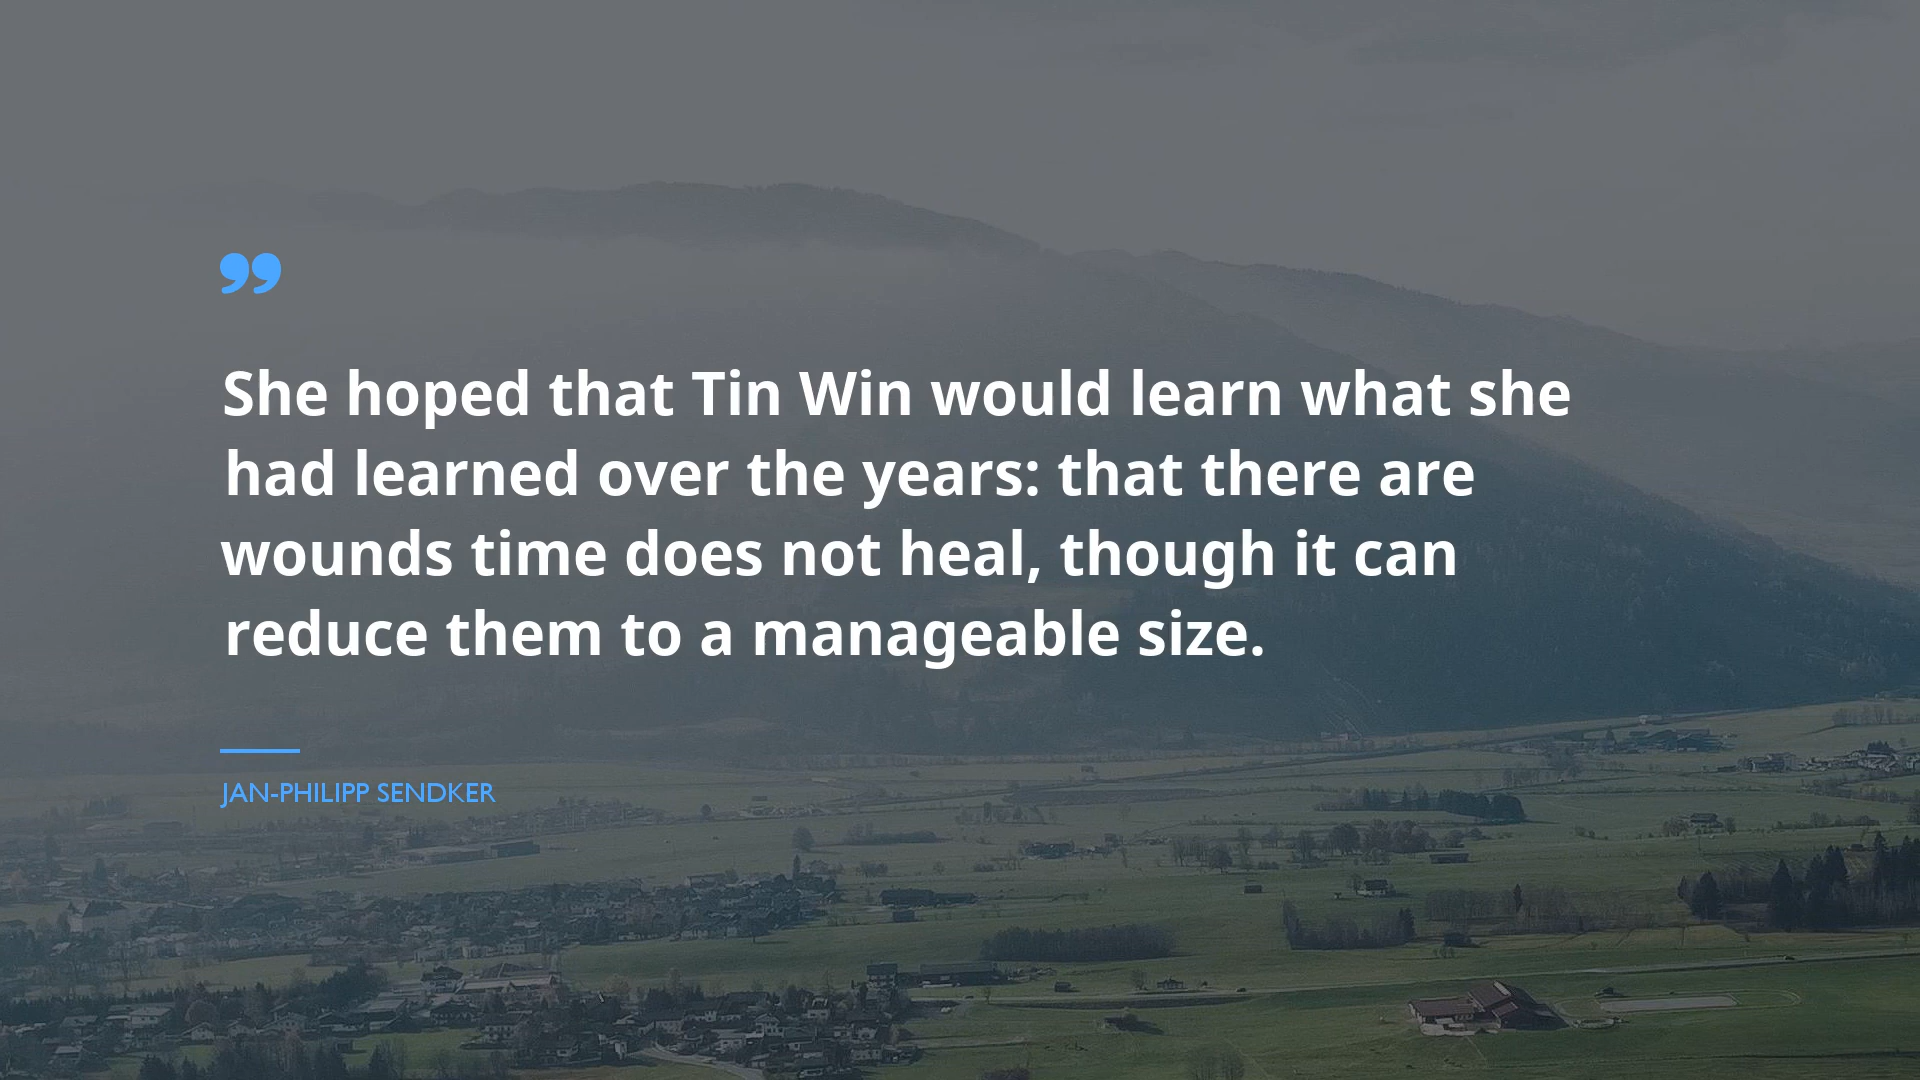 ”
She hoped that Tin Win would learn what she
had learned over the years: that there are
wounds time does not heal, though it can
reduce them to a manageable size.
JAN-PHILIPP SENDKER